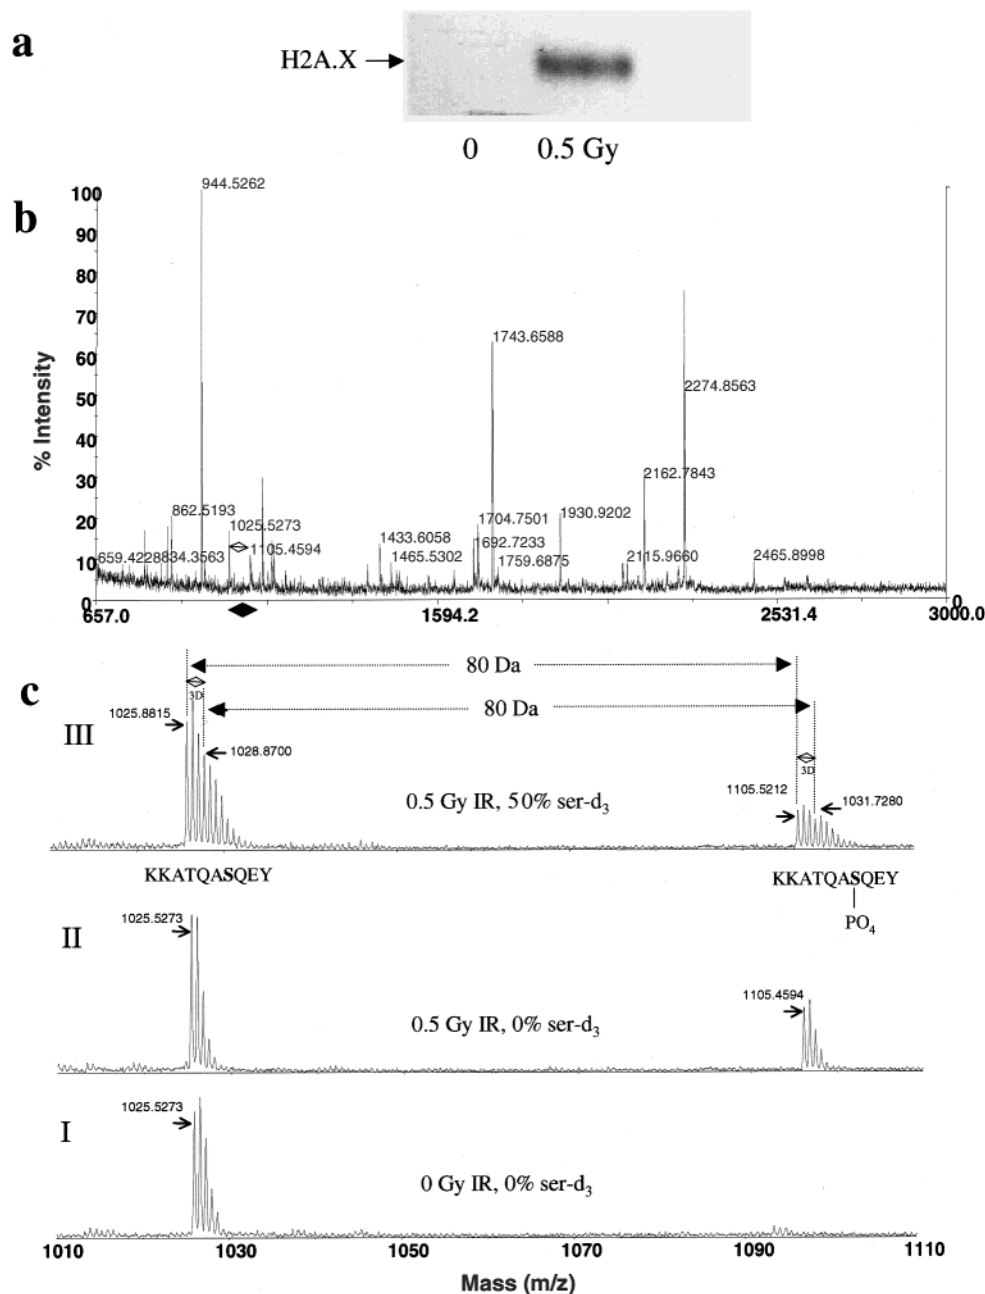 a
H2A.X
0 0.5 Gy
b
% Intensity
100
90
80
70
60
50
40
30
20
10
0
944.5262
862.5193
1025.5273
1105.4594
659.4228
834.3563
1433.6058
1465.5302
1704.7501
1692.7233
1743.6588
1759.6875
1930.9202
2115.9660
2162.7843
2274.8563
2465.8998
0
657.0 1594.2 2531.4 3000.0
c
80 Da
80 Da
III
3D
1025.8815
1028.8700
0.5 Gy IR, 50% ser-d3
3D
1105.5212
1031.7280
KKATQASQEY
KKATQASQEY
PO4
II
1025.5273
0.5 Gy IR, 0% ser-d3
1105.4594
I
1025.5273
0 Gy IR, 0% ser-d3
1010 1030 1050 1070 1090 1110
Mass (m/z)